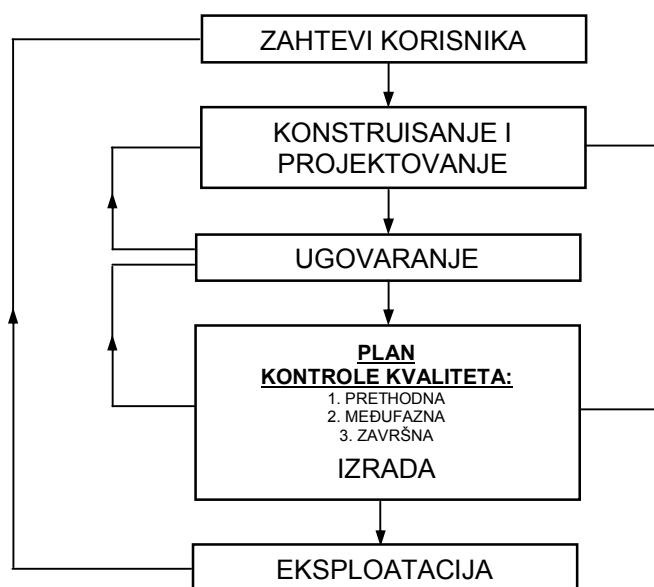 ZAHTEVI KORISNIKA
KONSTRUISANJE I
PROJEKTOVANJE
UGOVARANJE
PLAN
KONTROLE KVALITETA:
1. PRETHODNA
2. MEĐUFAZNA
3. ZAVRŠNA
IZRADA
EKSPLOATACIJA